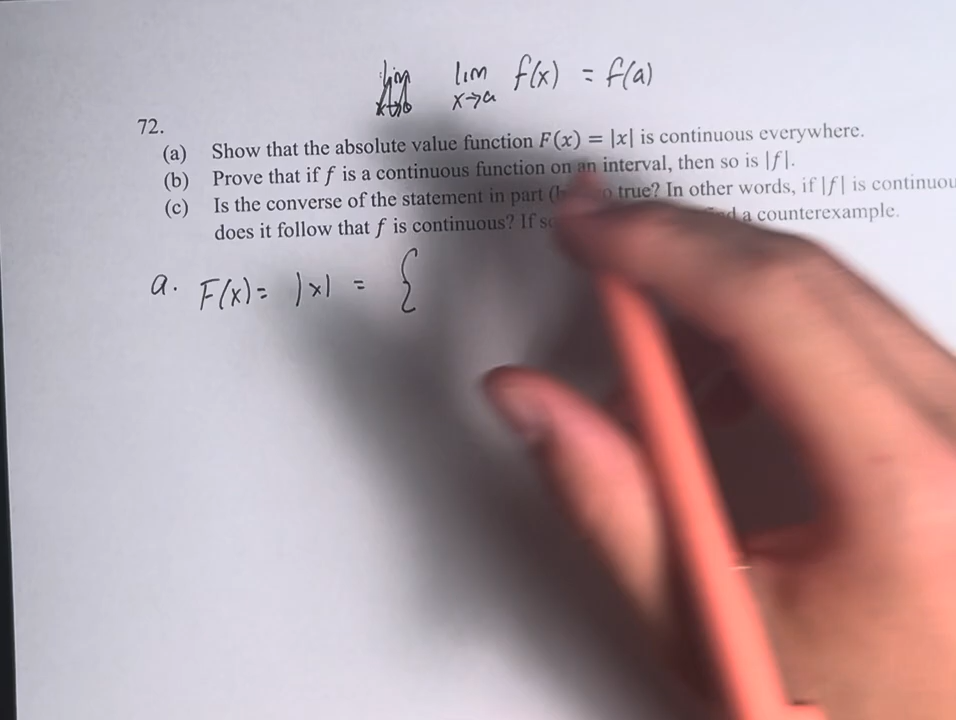 lim f(x) = f(a)
x→a
72.
(a) Show that the absolute value function F(x) = |x| is continuous everywhere.
(b) Prove that if f is a continuous function on an interval, then so is |f|.
(c) Is the converse of the statement in part true? In other words, if |f| is
does it follow that f is continuous? If a counterexample.
a. F(x) = |x| = {